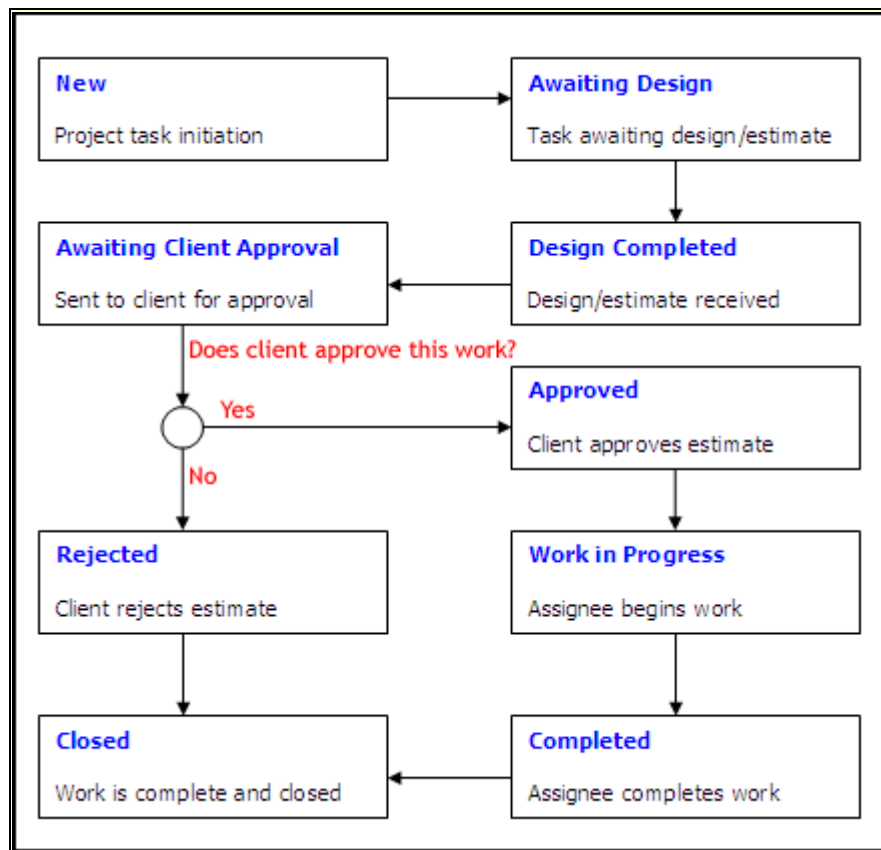 New
Project task initiation
Awaiting Design
Task awaiting design/estimate
Awaiting Client Approval
Sent to client for approval
Design Completed
Design/estimate received
Does client approve this work?
Yes
No
Approved
Client approves estimate
Rejected
Client rejects estimate
Work in Progress
Assignee begins work
Closed
Work is complete and closed
Completed
Assignee completes work